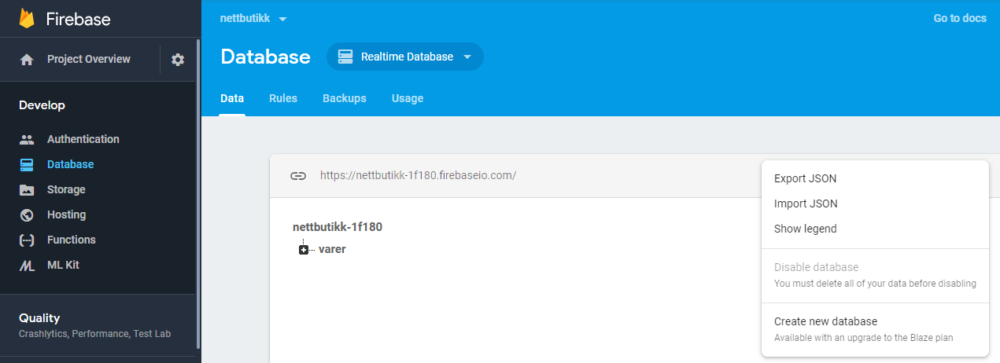 Firebase
Project Overview
Develop
Authentication
Database
Storage
Hosting
Functions
ML Kit
Quality
Crashlytics, Performance, Test Lab
nettbutikk
Go to docs
Database
Realtime Database
Data Rules Backups Usage
https://nettbutikk-1f180.firebaseio.com/
nettbutikk-1f180
varer
Export JSON
Import JSON
Show legend
Disable database
You must delete all of your data before disabling
Create new database
Available with an upgrade to the Blaze plan